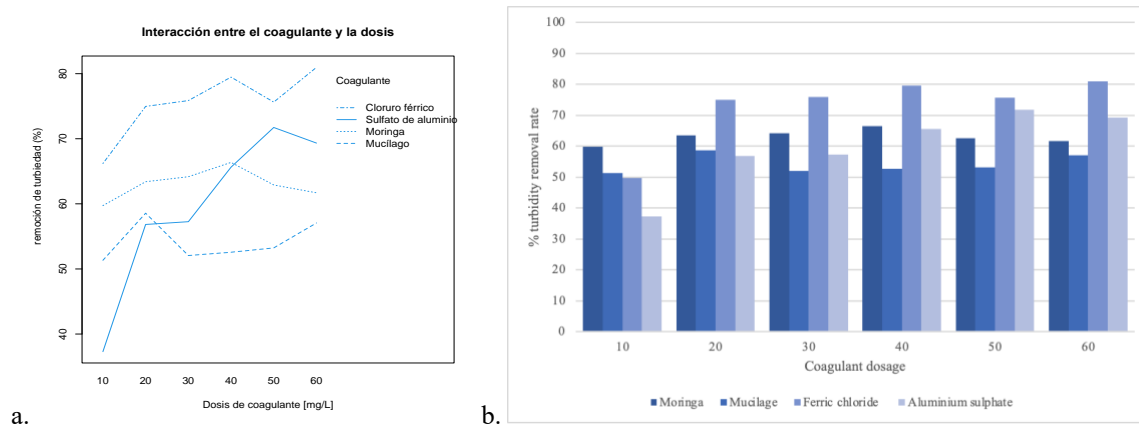 Interacción entre el coagulante y la dosis
remoción de turbiedad (%)
80
70
60
50
40
Coagulante
Cloruro férrico
Sulfato de aluminio
Moringa
Mucílago
10 20 30 40 50 60
Dosis de coagulante [mg/L]
a.
% turbidity removal rate
100
90
80
70
60
50
40
30
20
10
0
10 20 30 40 50 60
Coagulant dosage
Moringa Mucilage Ferric chloride Aluminium sulphate
b.